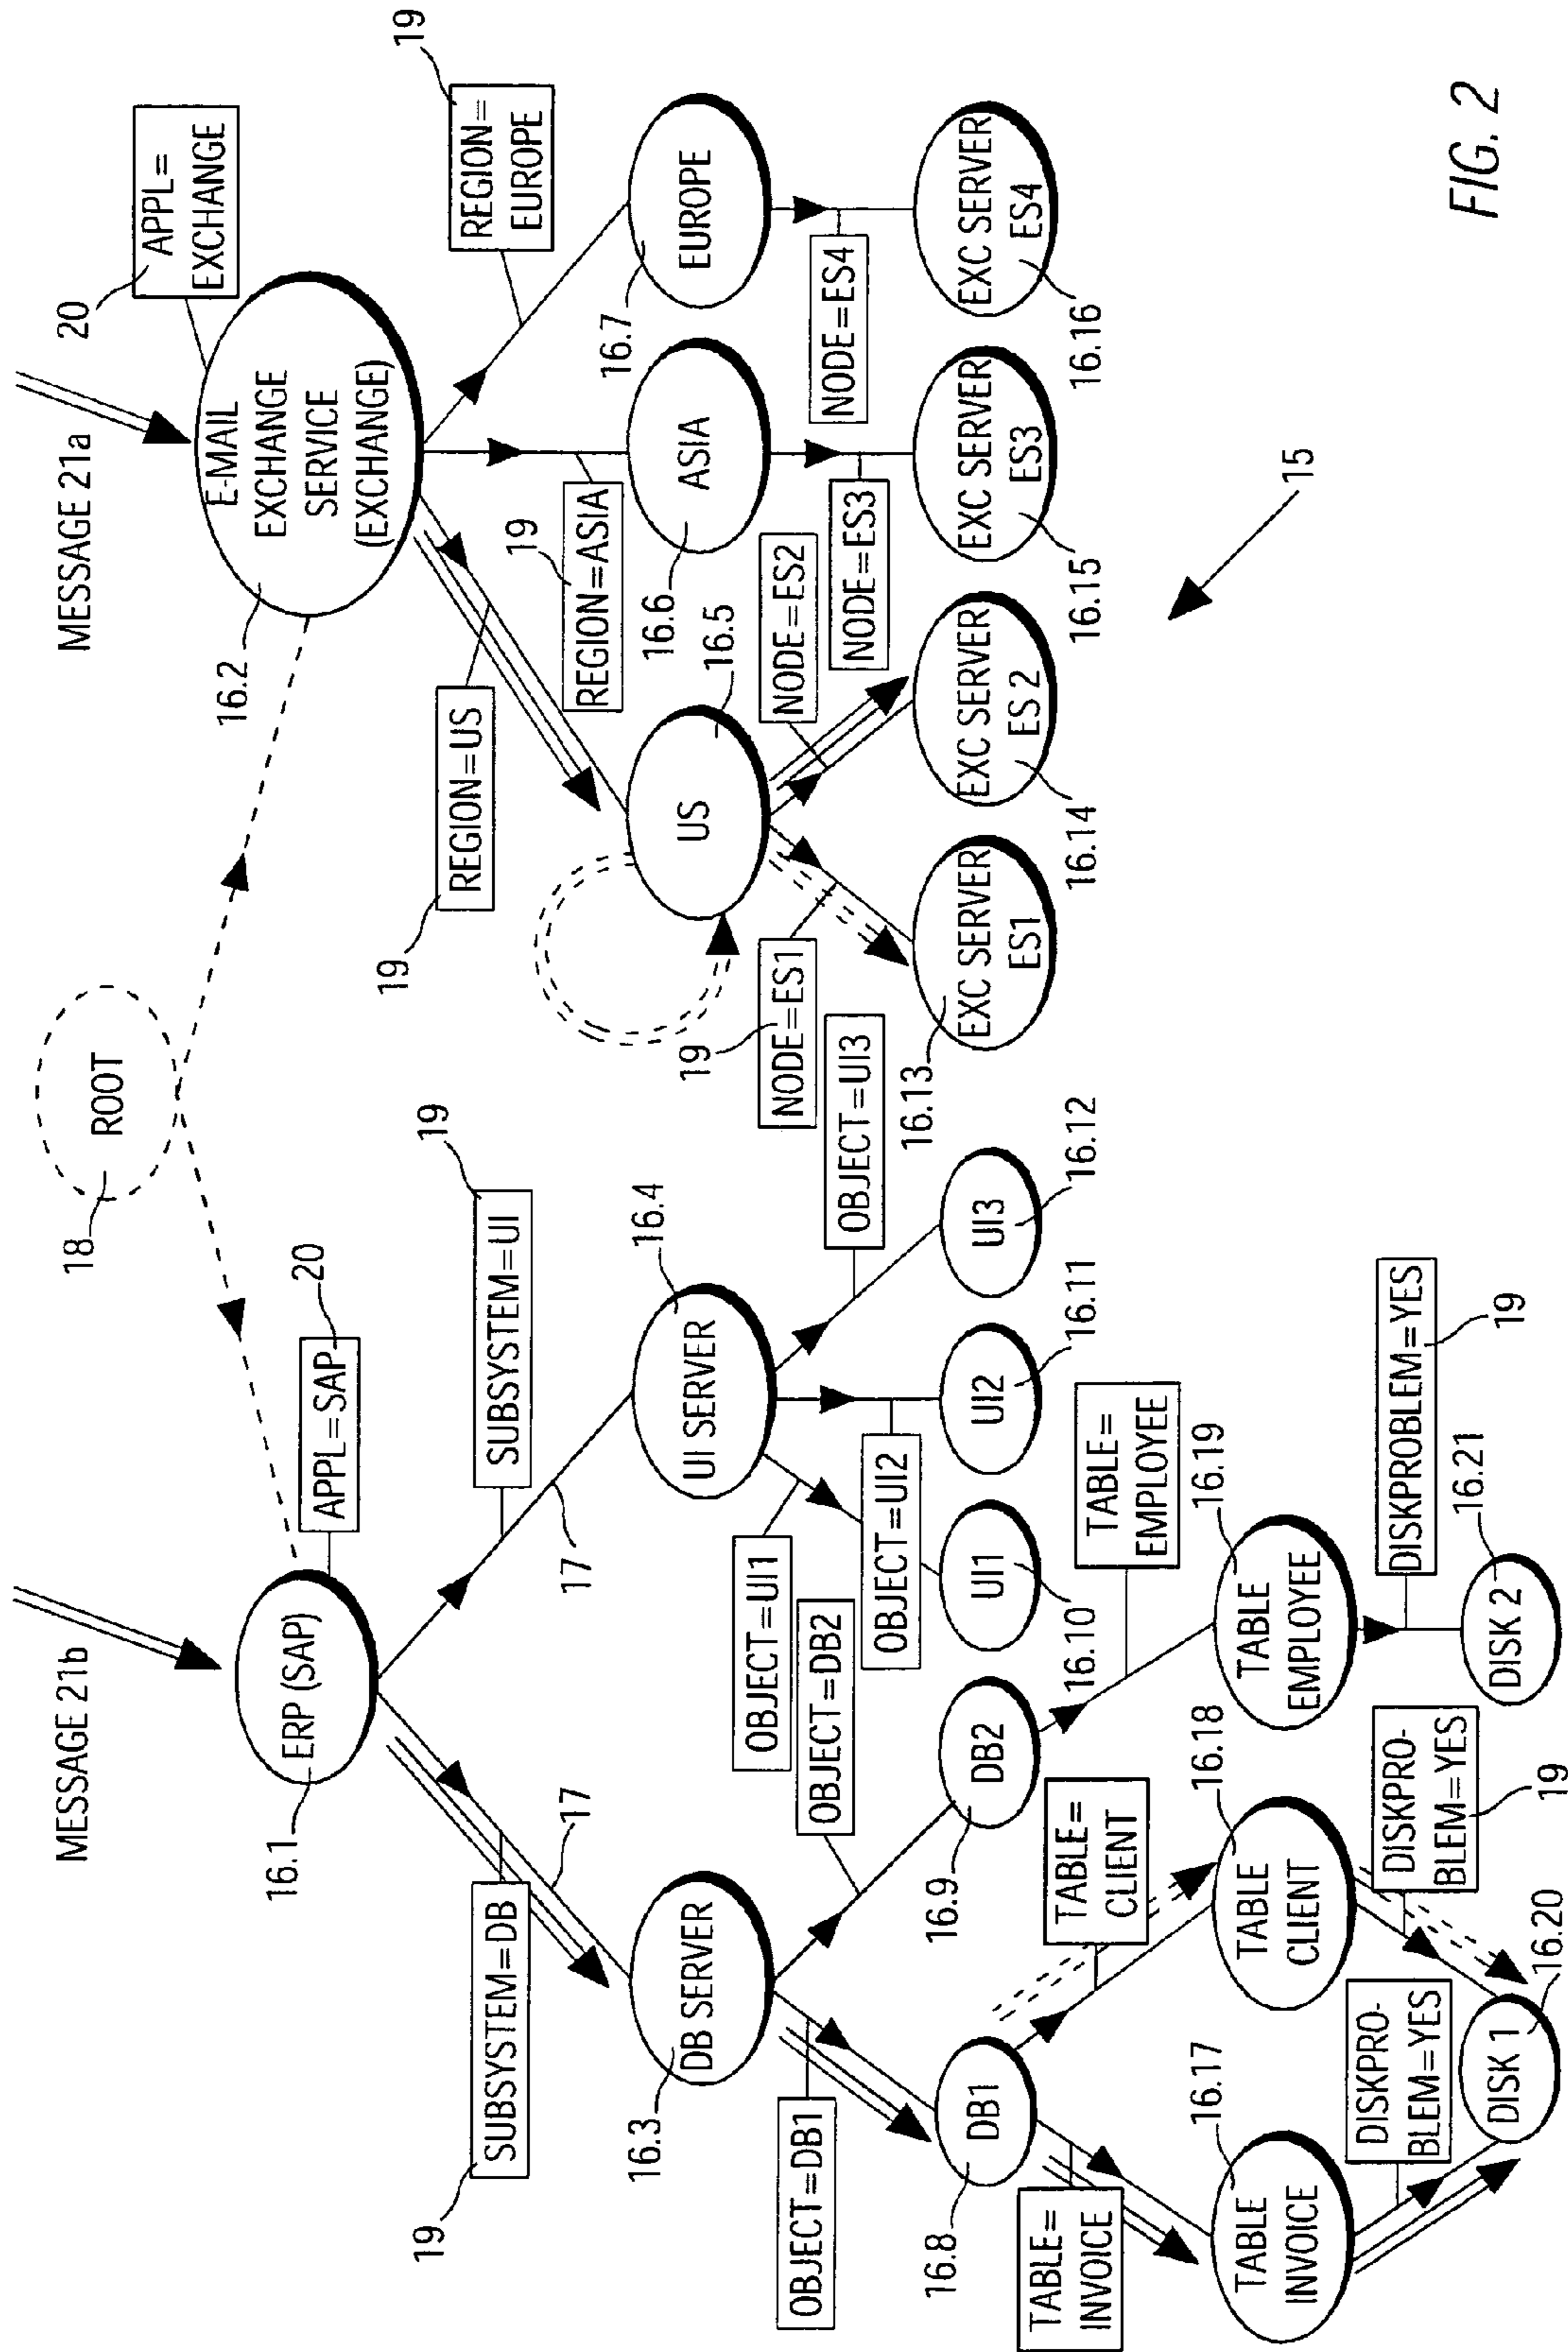 18
ROOT
MESSAGE 21b
MESSAGE 21a
16.1
ERP (SAP)
APPL=SAP
20
16.2
E-MAIL
EXCHANGE
SERVICE
(EXCHANGE)
20
APPL=
EXCHANGE
19
SUBSYSTEM=DB
17
17
SUBSYSTEM=UI
19
19
REGION=US
19
REGION=ASIA
REGION=
EUROPE
19
16.3
DB SERVER
16.4
UI SERVER
US
16.5
16.6
ASIA
16.7
EUROPE
OBJECT=DB1
OBJECT=DB2
OBJECT=UI1
OBJECT=UI2
OBJECT=UI3
19
NODE=ES1
NODE=ES2
NODE=ES3
NODE=ES4
16.8
DB1
16.9
DB2
16.10
UI1
UI2
16.11
UI3
16.12
16.13
EXC SERVER
ES1
16.14
EXC SERVER
ES 2
16.15
EXC SERVER
ES3
16.16
EXC SERVER
ES4
TABLE=
INVOICE
TABLE=
CLIENT
TABLE=
EMPLOYEE
16.17
TABLE
INVOICE
16.18
TABLE
CLIENT
16.19
TABLE
EMPLOYEE
15
DISKPRO-
BLEM=YES
DISKPRO-
BLEM=YES
19
DISKPROBLEM=YES
19
DISK 1
16.20
DISK 2
16.21
FIG. 2